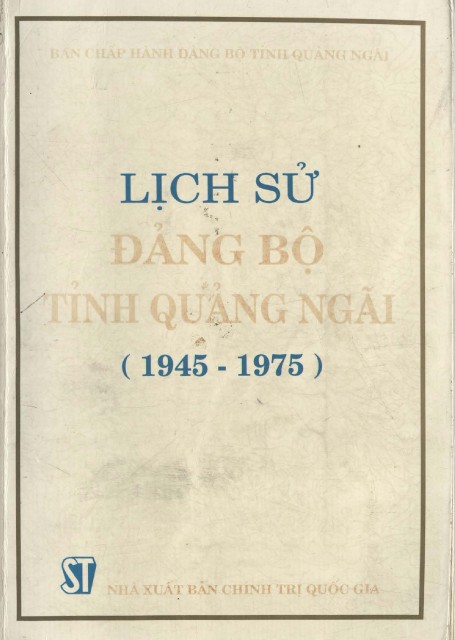 BAN CHẤP HÀNH ĐẢNG BỘ TỈNH QUẢNG NGÃI
LỊCH SỬ
ĐẢNG BỘ
TỈNH QUẢNG NGÃI
( 1945 - 1975 )
ST
NHÀ XUẤT BẢN CHÍNH TRỊ QUỐC GIA